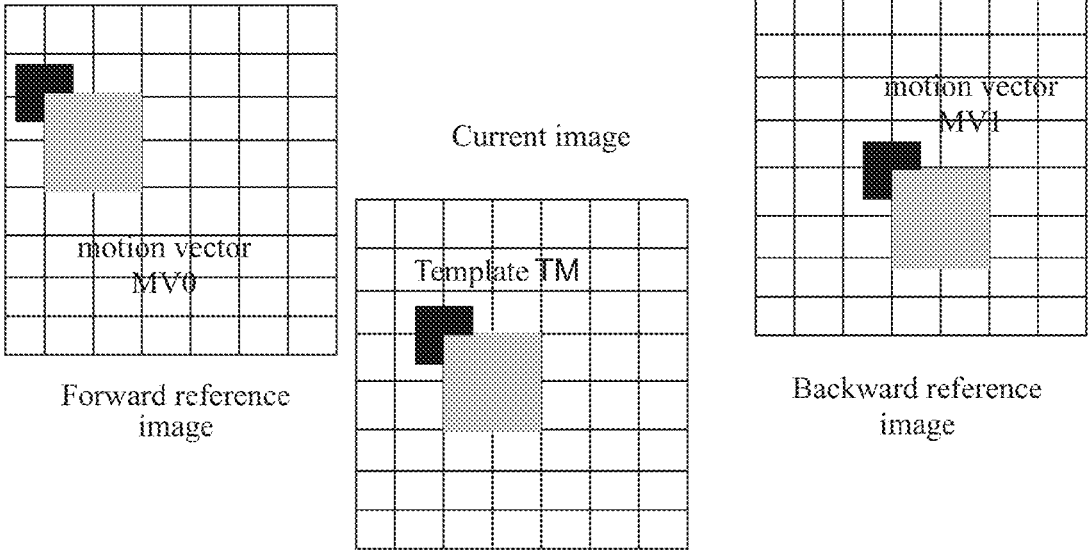 motion vector
MV0
Forward reference
image
Current image
Template TM
motion vector
MV1
Backward reference
image